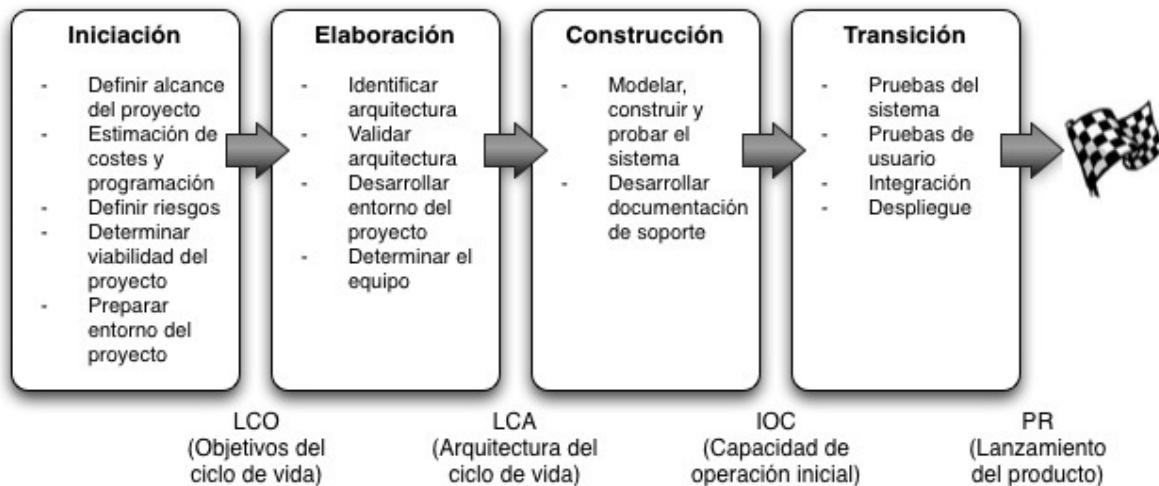 Iniciación
- Definir alcance
del proyecto
- Estimación de
costes y
programación
- Definir riesgos
- Determinar
viabilidad del
proyecto
- Preparar
entorno del
proyecto
Elaboración
- Identificar
arquitectura
- Validar
arquitectura
- Desarrollar
entorno del
proyecto
- Determinar el
equipo
Construcción
- Modelar,
construir y
probar el
sistema
- Desarrollar
documentación
de soporte
Transición
- Pruebas del
sistema
- Pruebas de
usuario
- Integración
- Despliegue
LCO
(Objetivos del
ciclo de vida)
LCA
(Arquitectura del
ciclo de vida)
IOC
(Capacidad de
operación inicial)
PR
(Lanzamiento
del producto)